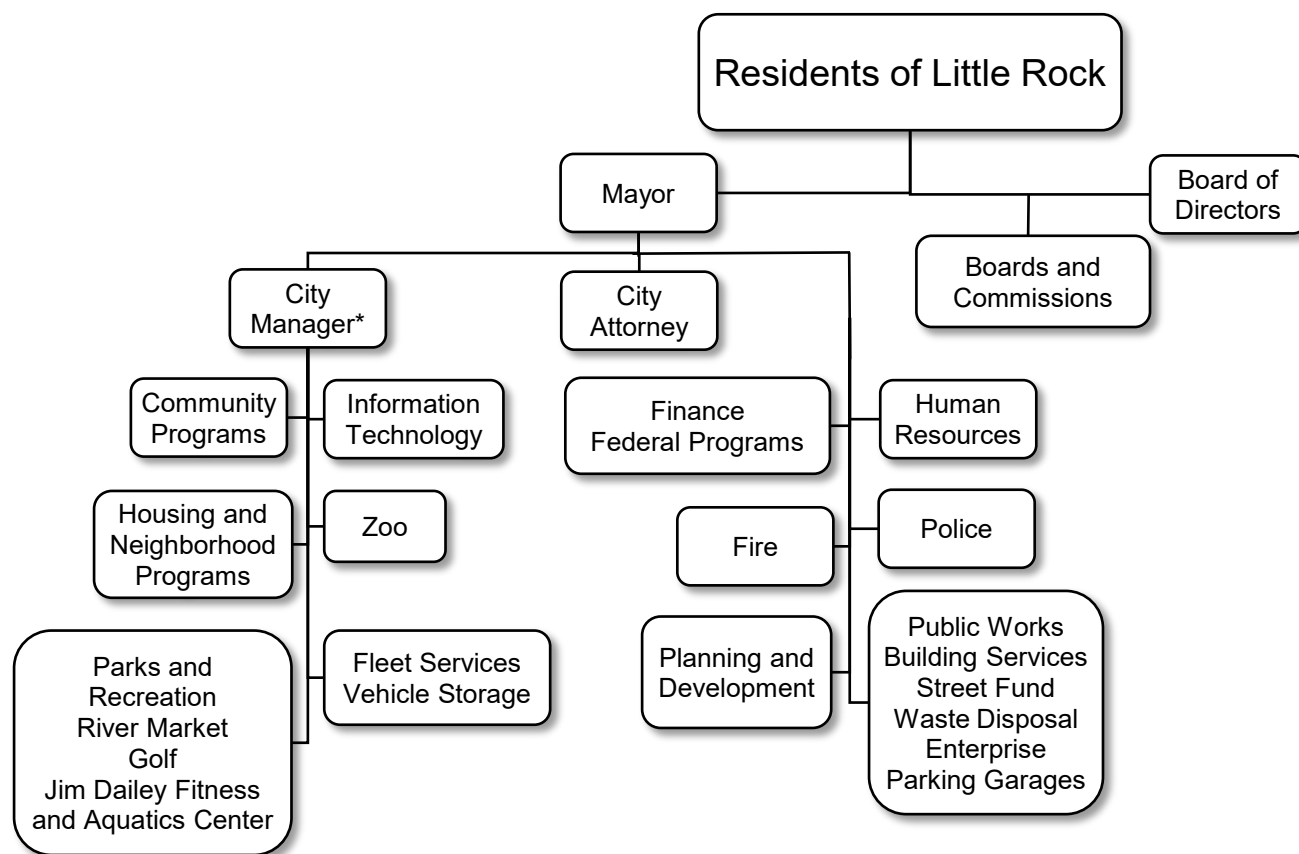 Residents of Little Rock
Mayor
Board of
Directors
Boards and
Commissions
City
Manager*
City
Attorney
Community
Programs
Information
Technology
Finance
Federal Programs
Human
Resources
Housing and
Neighborhood
Programs
Zoo
Fire
Police
Parks and
Recreation
River Market
Golf
Jim Dailey Fitness
and Aquatics Center
Fleet Services
Vehicle Storage
Planning and
Development
Public Works
Building Services
Street Fund
Waste Disposal
Enterprise
Parking Garages